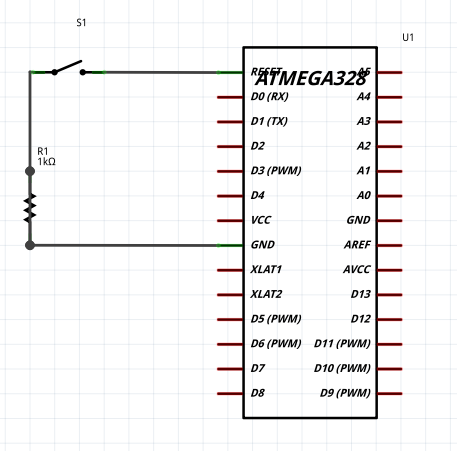 S1
U1
RESET
ATMEGA328
A5
D0 (RX)
A4
D1 (TX)
A3
D2
A2
R1
1kΩ
D3 (PWM)
A1
D4
A0
VCC
GND
GND
AREF
XLAT1
AVCC
XLAT2
D13
D5 (PWM)
D12
D6 (PWM)
D11 (PWM)
D7
D10 (PWM)
D8
D9 (PWM)